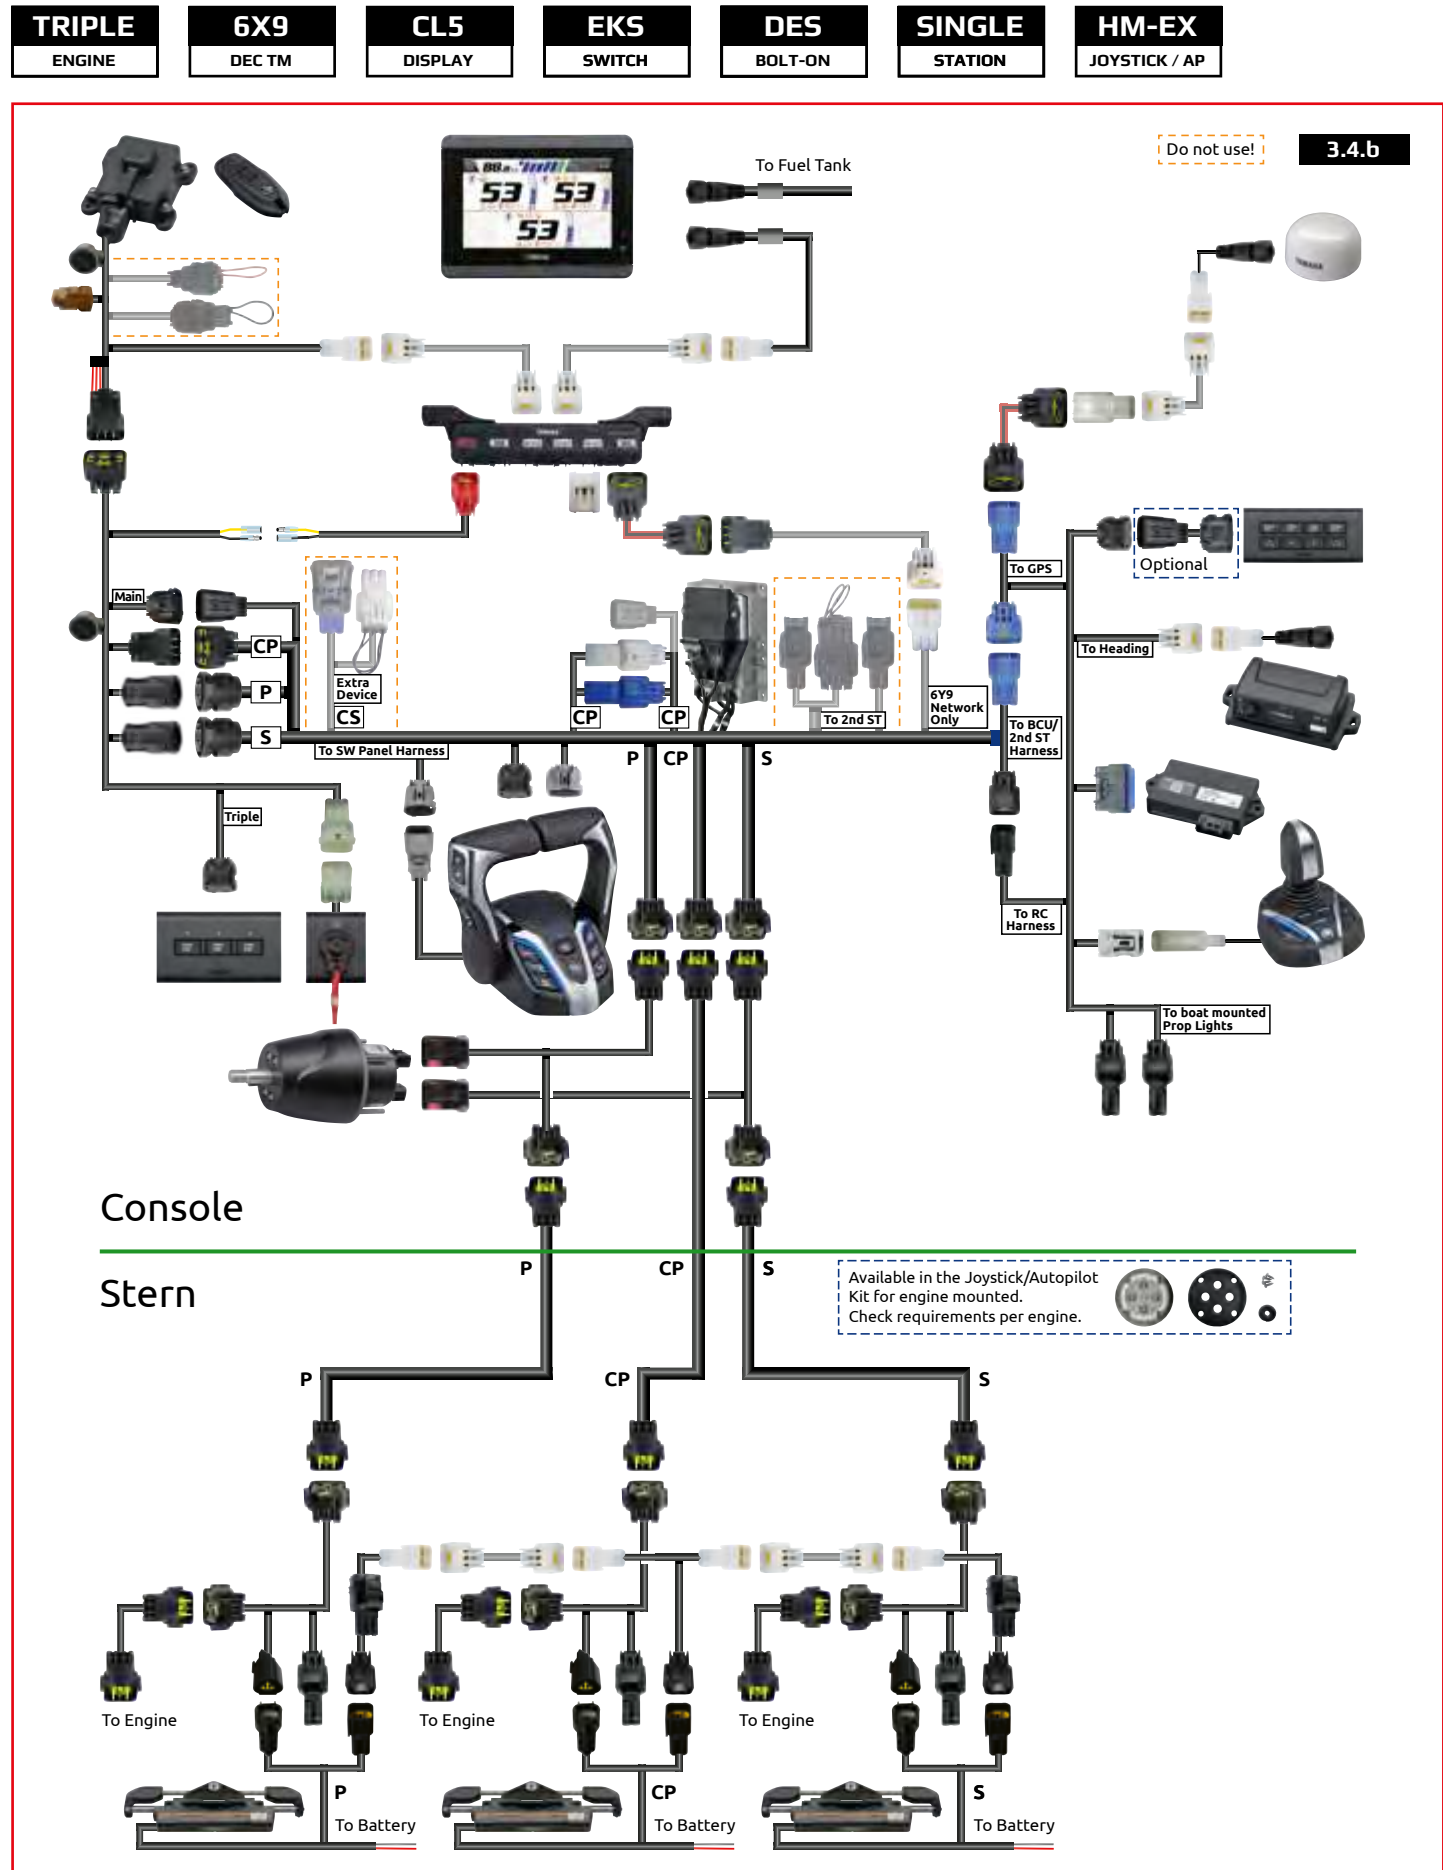 TRIPLE
ENGINE
6X9
DEC TM
CL5
DISPLAY
EKS
SWITCH
DES
BOLT-ON
SINGLE
STATION
HM-EX
JOYSTICK / AP
Do not use!
3.4.b
To Fuel Tank
53
53
53
YAMAHA
To GPS
Optional
Main
CP
P
S
Extra
Device
CS
To SW Panel Harness
CP
CP
To 2nd ST
6Y9
Network
Only
To Heading
To BCU/
2nd ST
Harness
P
CP
S
Triple
To RC
Harness
To boat mounted
Prop Lights
Console
Stern
P
CP
S
Available in the Joystick/Autopilot
Kit for engine mounted.
Check requirements per engine.
P
CP
S
To Engine
To Engine
To Engine
P
CP
S
To Battery
To Battery
To Battery